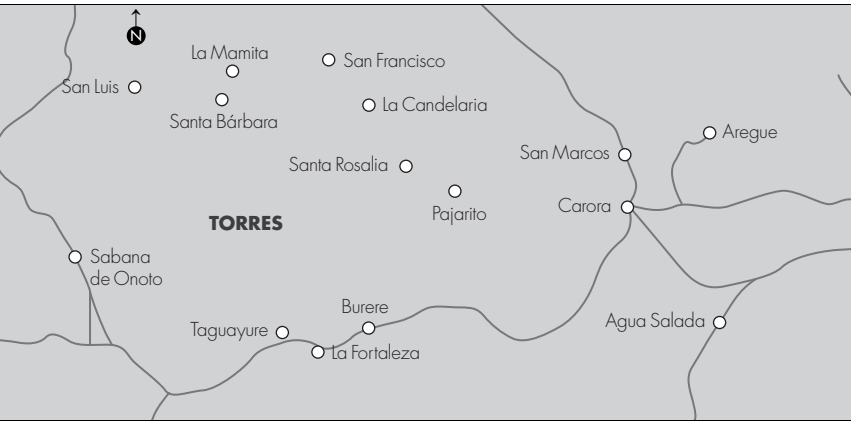 N
La Mamita
San Francisco
San Luis
La Candelaria
Santa Bárbara
Aregue
San Marcos
Santa Rosalia
Pajarito
Carora
TORRES
Sabana
de Onoto
Burere
Agua Salada
Taguayure
La Fortaleza